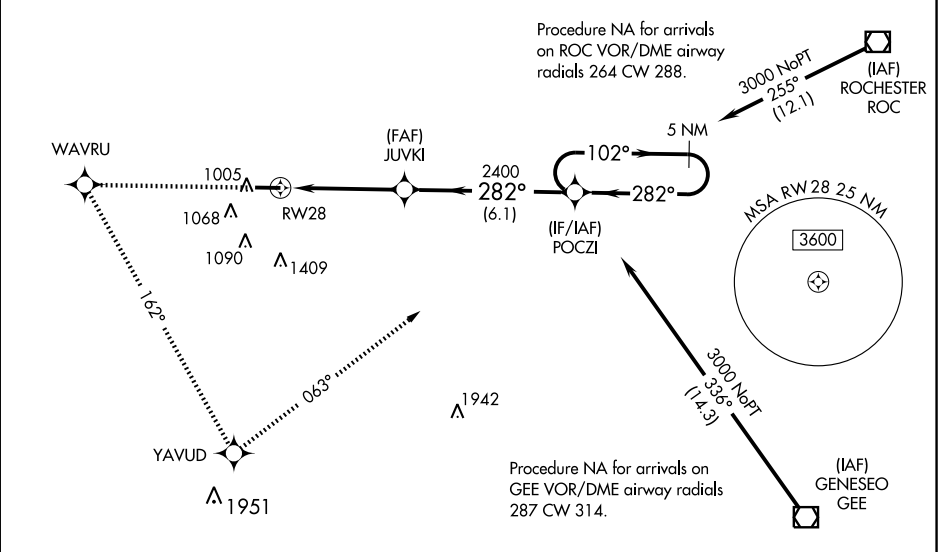 Procedure NA for arrivals
on ROC VOR/DME airway
radials 264 CW 288.
3000 NoPT
255°
(12.1)
(IAF)
ROCHESTER
ROC
5 NM
102°
WAVRU
1005
RW28
(FAF)
JUVKI
2400
282°
(6.1)
282°
(IF/IAF)
POCZI
1068
1090
1409
MSA RW 28 25 NM
3600
162°
063°
1942
3000 NoPT
336°
(14.3)
YAVUD
1951
Procedure NA for arrivals on
GEE VOR/DME airway radials
287 CW 314.
(IAF)
GENESEO
GEE